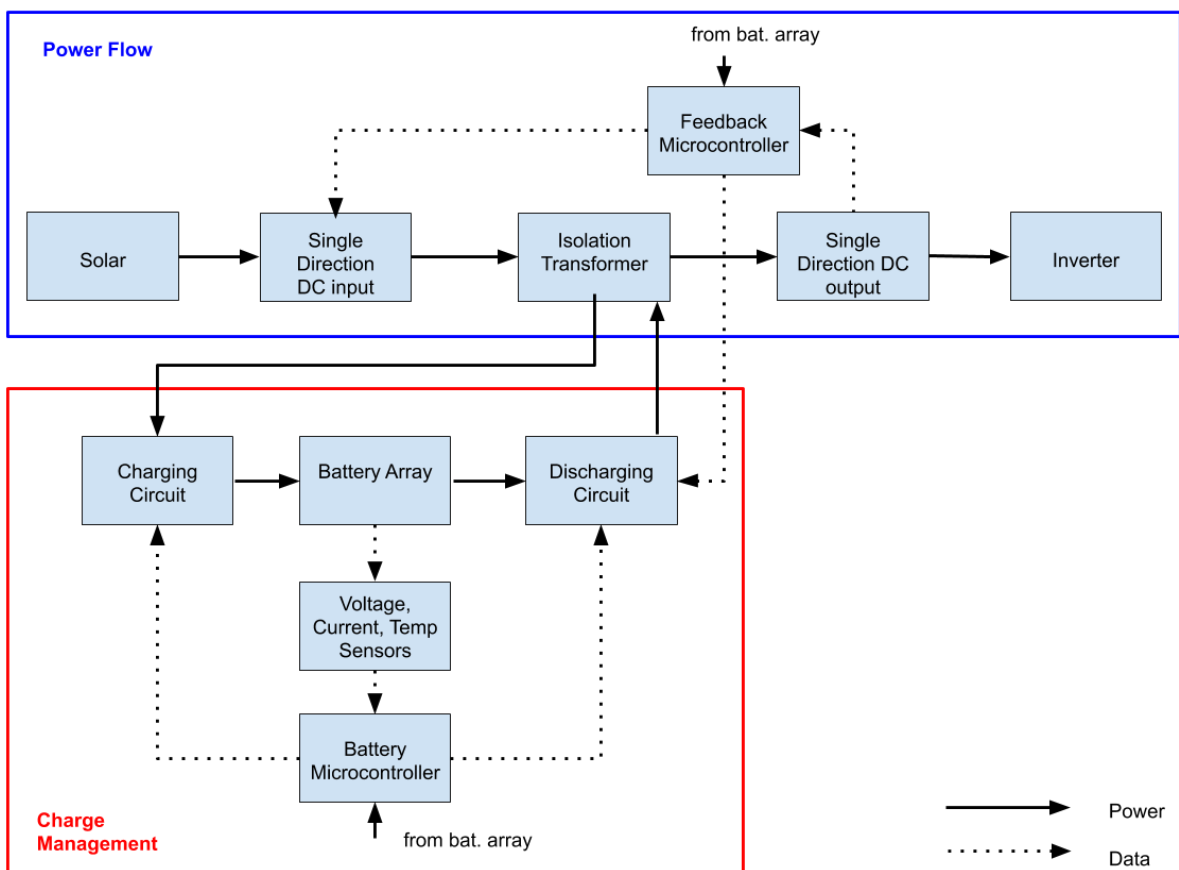 Power Flow
from bat. array
Feedback
Microcontroller
Solar
Single
Direction
DC input
Isolation
Transformer
Single
Direction DC
output
Inverter
Charging
Circuit
Battery Array
Discharging
Circuit
Voltage,
Current, Temp
Sensors
Battery
Microcontroller
Charge
Management
from bat. array
Power
Data